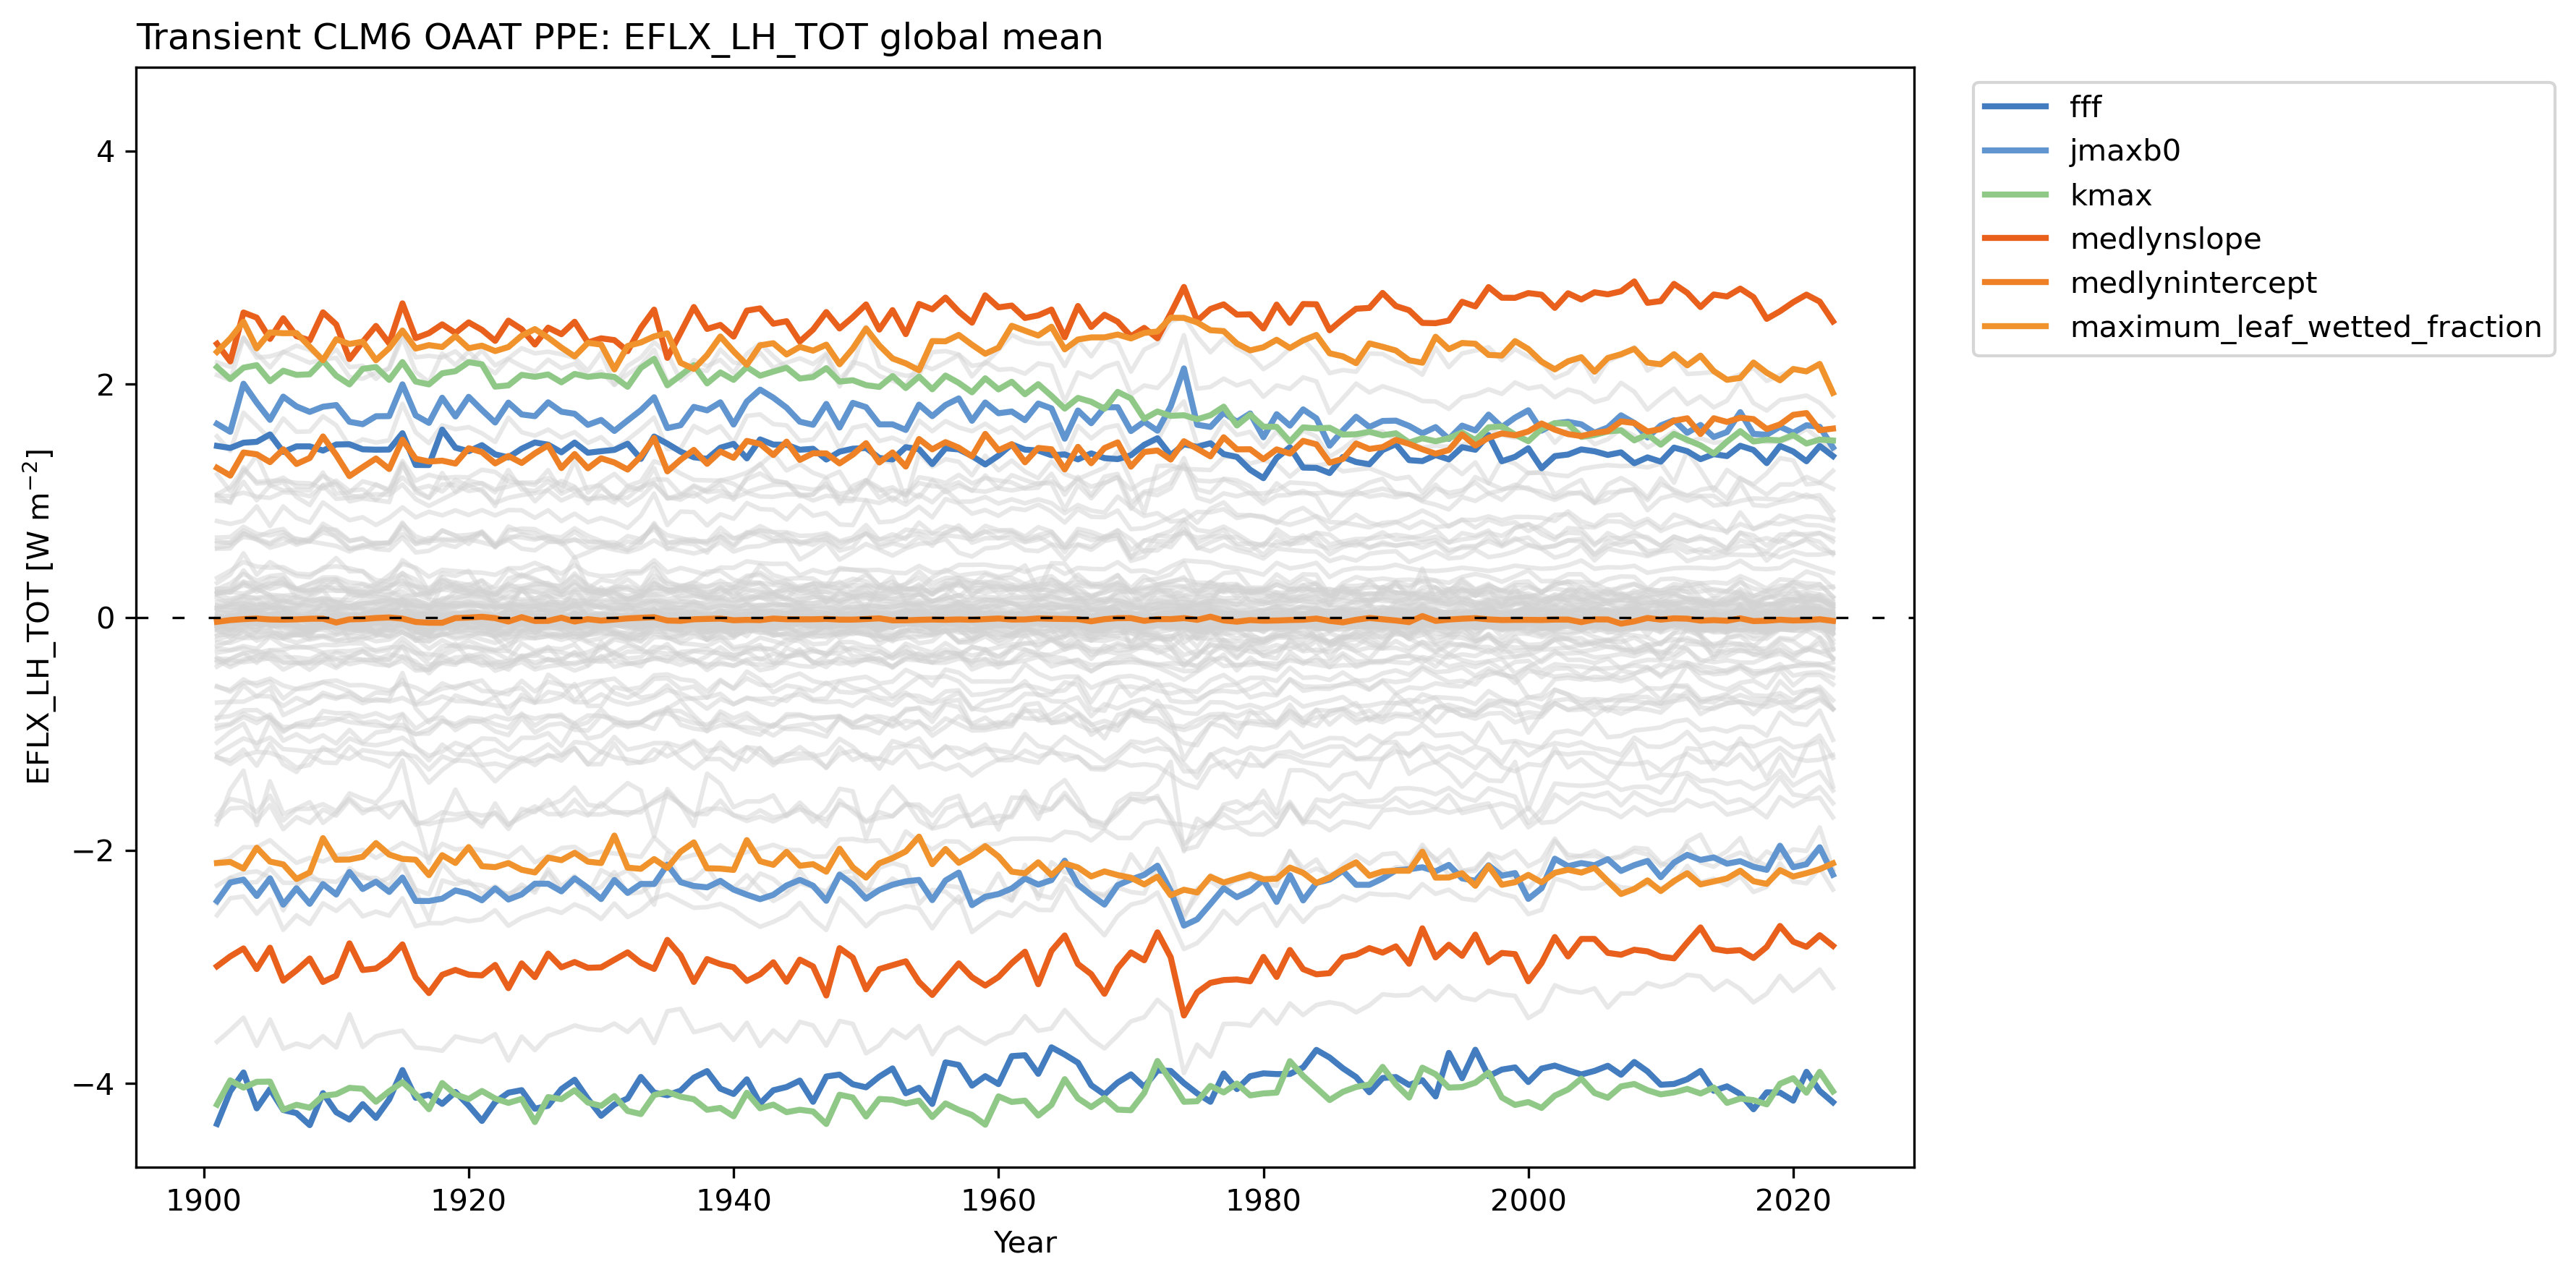 Transient CLM6 OAAT PPE: EFLX_LH_TOT global mean
EFLX_LH_TOT [W m⁻²]
4
2
0
−2
−4
1900
1920
1940
1960
1980
2000
2020
Year
fff
jmaxb0
kmax
medlynslope
medlynintercept
maximum_leaf_wetted_fraction